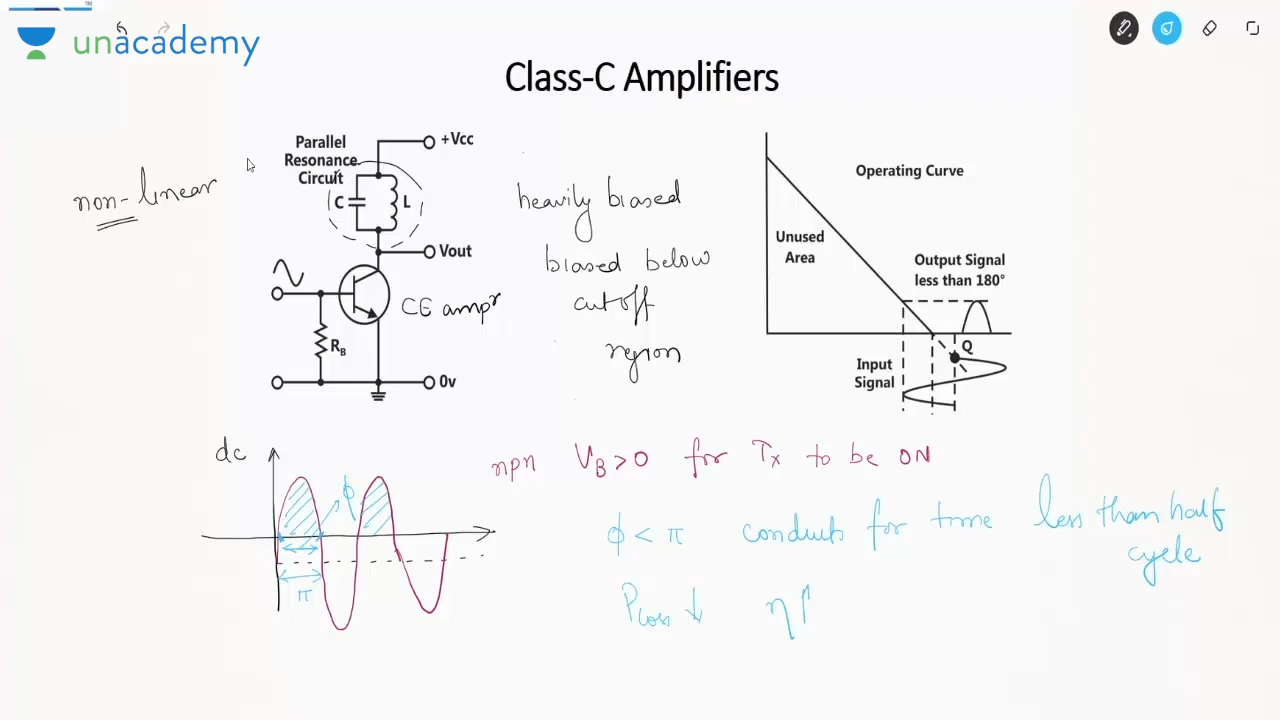 unacademy
Class-C Amplifiers
non-linear
Parallel
Resonance
Circuit
+Vcc
C
L
Vout
CE ampr
RB
0v
heavily biased
biased below
cutoff
region
Operating Curve
Unused
Area
Output Signal
less than 180°
Q
Input
Signal
dc
ϕ
π
npn VB>0 for Tx to be ON
ϕ < π conducts for time less than half
cycle
Ploss ↓ η↑